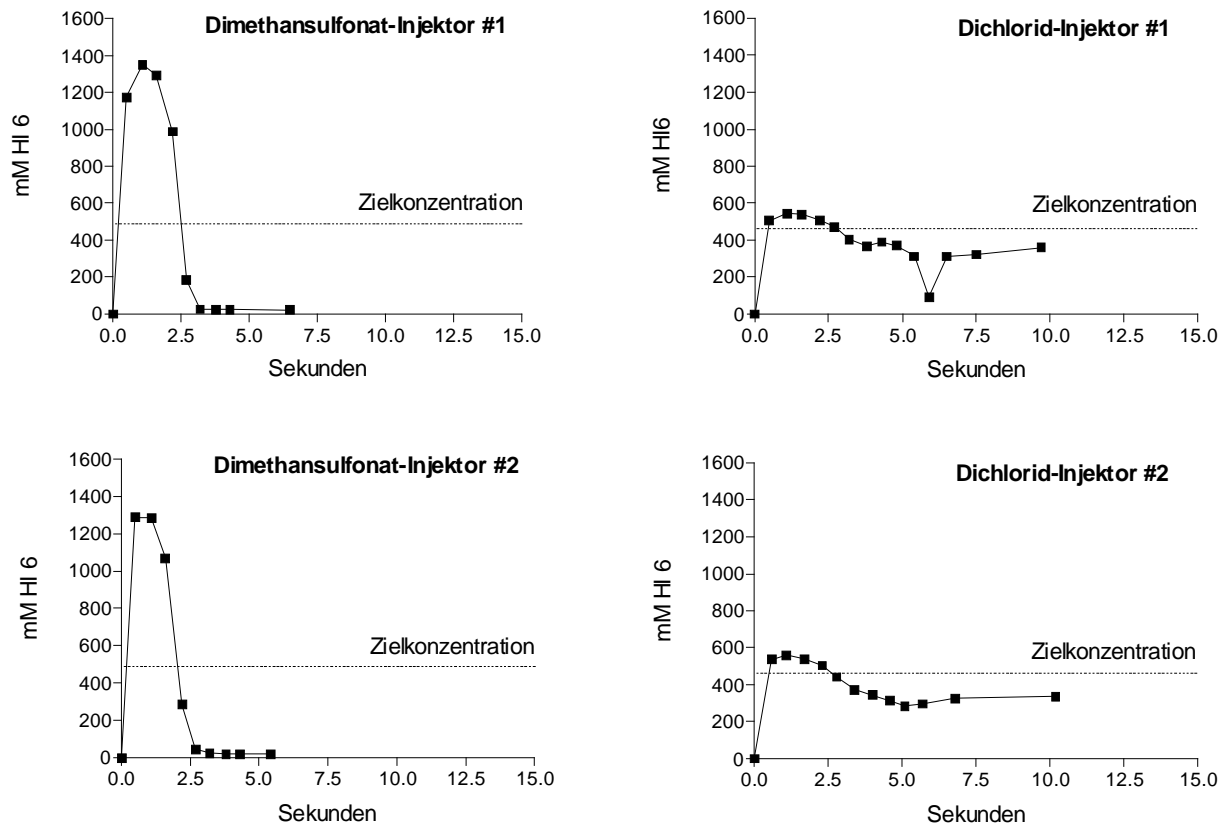 Dimethansulfonat-Injektor #1
mM HI 6
1600
1400
1200
1000
800
600
400
200
0
Zielkonzentration
0.0 2.5 5.0 7.5 10.0 12.5 15.0
Sekunden
Dichlorid-Injektor #1
mM HI6
1600
1400
1200
1000
800
600
400
200
0
Zielkonzentration
0.0 2.5 5.0 7.5 10.0 12.5 15.0
Sekunden
Dimethansulfonat-Injektor #2
mM HI 6
1600
1400
1200
1000
800
600
400
200
0
Zielkonzentration
0.0 2.5 5.0 7.5 10.0 12.5 15.0
Sekunden
Dichlorid-Injektor #2
mM HI 6
1600
1400
1200
1000
800
600
400
200
0
Zielkonzentration
0.0 2.5 5.0 7.5 10.0 12.5 15.0
Sekunden